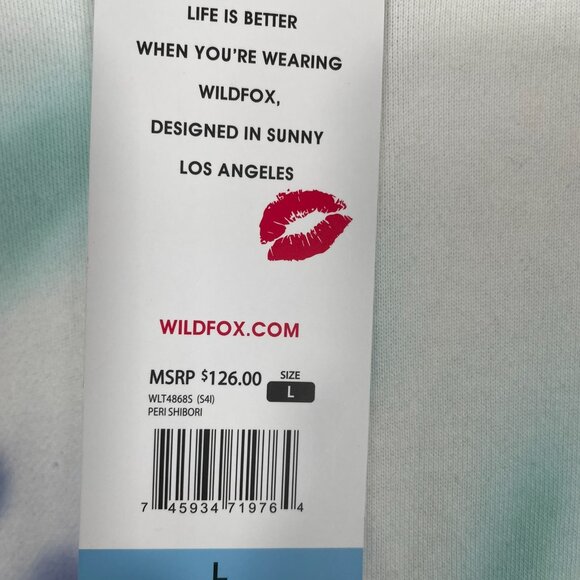 LIFE IS BETTER
WHEN YOU'RE WEARING
WILDFOX,
DESIGNED IN SUNNY
LOS ANGELES
WILDFOX.COM
MSRP $126.00 SIZE L
WLT4868S (S4I)
PERI SHIBORI
7 45934 71976 4
L